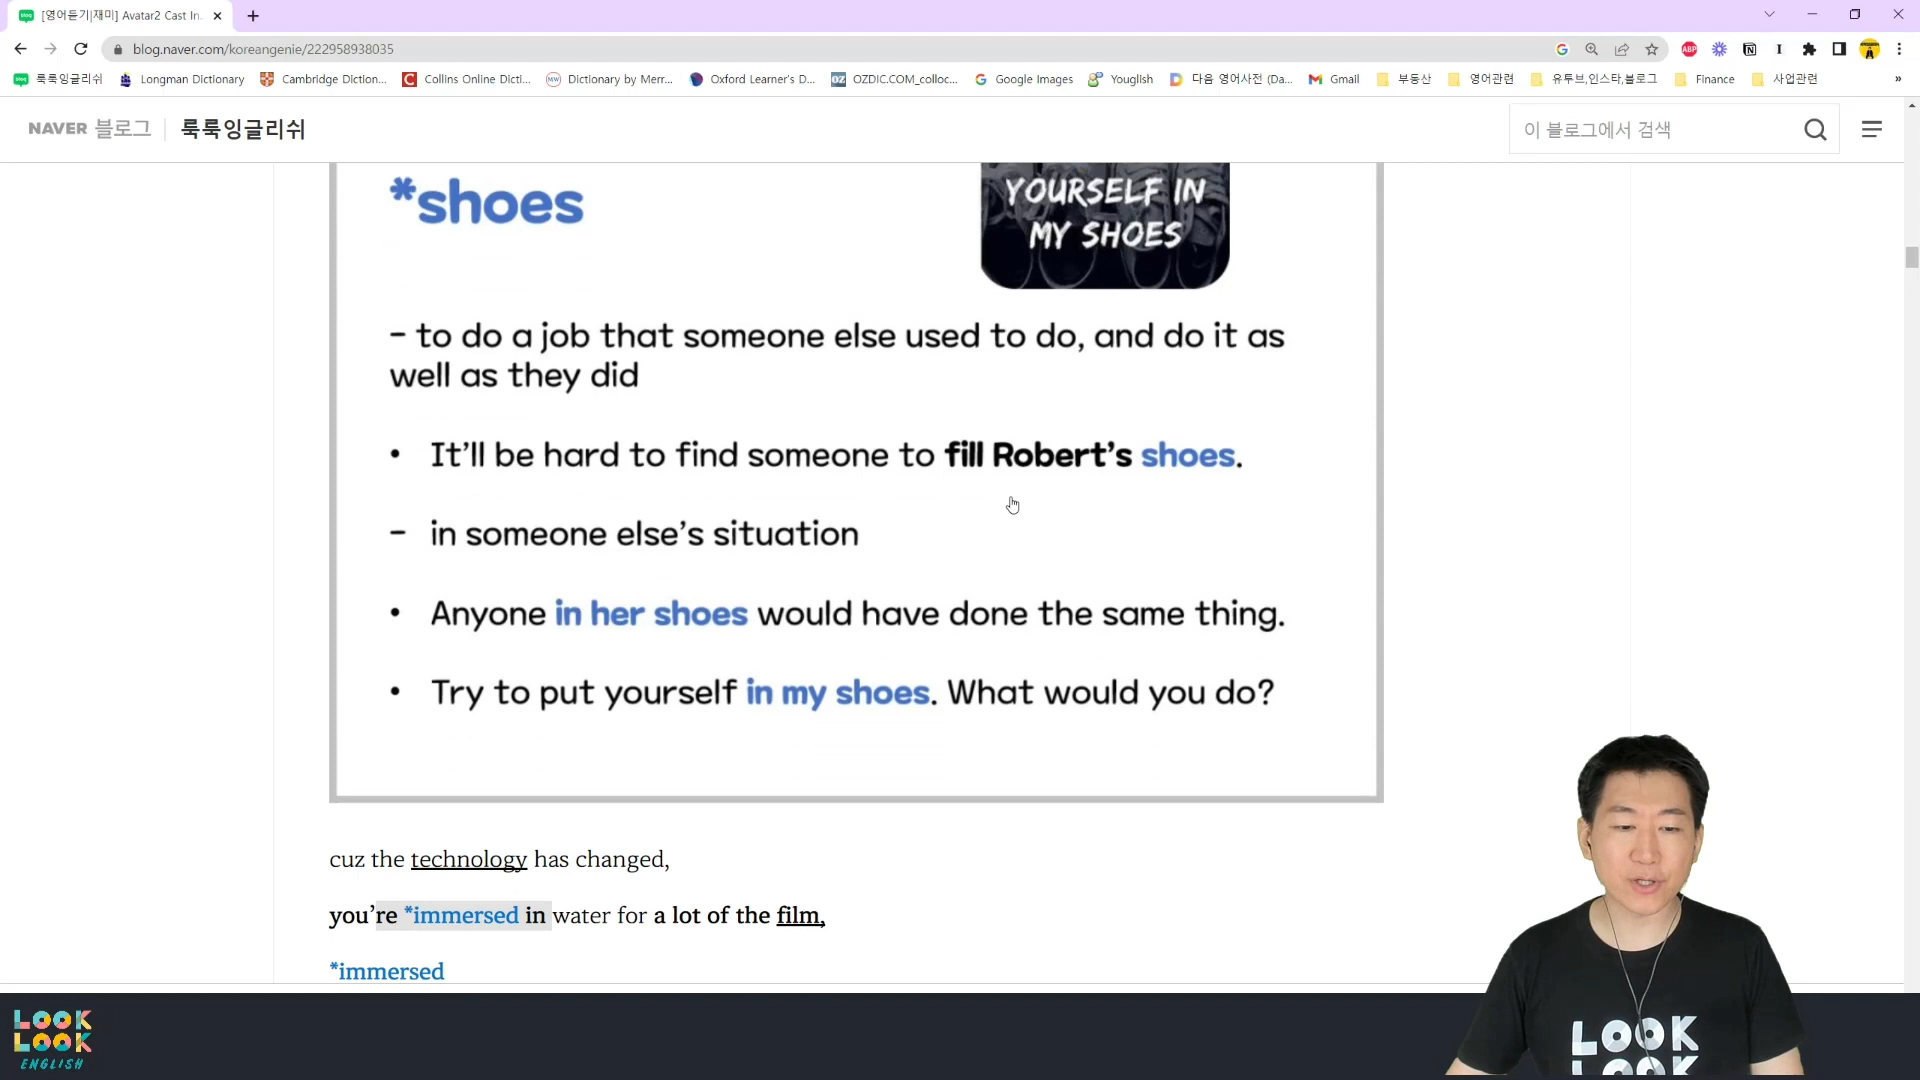 [영어듣기|재미] Avatar2 Cast In..
blog.naver.com/koreangenie/222958938035
룩룩잉글리쉬 Longman Dictionary Cambridge Diction... Collins Online Dicti... Dictionary by Merr... Oxford Learner's D... OZDIC.COM_colloc... Google Images Youglish 다음 영어사전 (Da... Gmail 부동산 영어관련 유투브,인스타,블로그 Finance 사업관련 »
NAVER 블로그 룩룩잉글리쉬 이 블로그에서 검색
*shoes
YOURSELF IN
MY SHOES
- to do a job that someone else used to do, and do it as
well as they did
• It'll be hard to find someone to fill Robert's shoes.
- in someone else's situation
• Anyone in her shoes would have done the same thing.
• Try to put yourself in my shoes. What would you do?
cuz the technology has changed,
you're *immersed in water for a lot of the film,
*immersed
LOOK
LOOK
ENGLISH
LOOK
LOOK